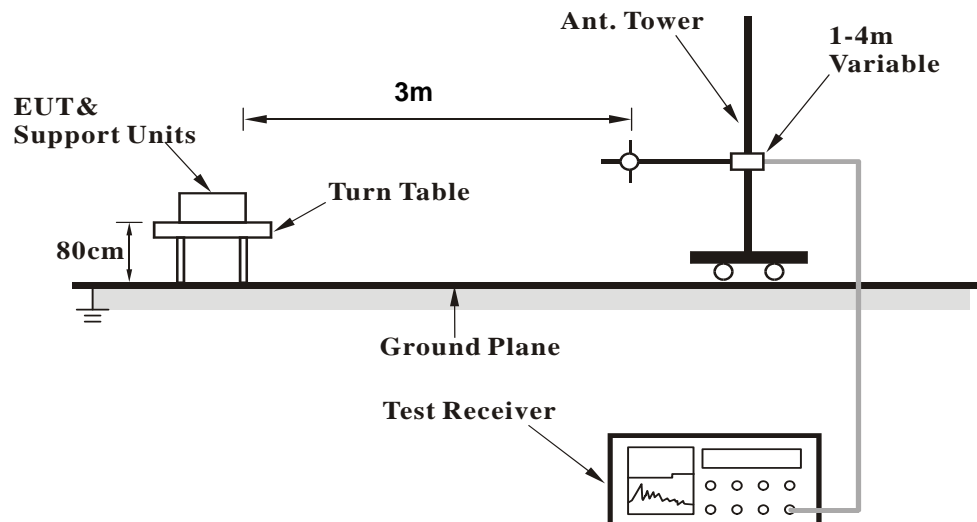 Ant. Tower
1-4m
Variable
3m
EUT&
Support Units
Turn Table
80cm
Ground Plane
Test Receiver